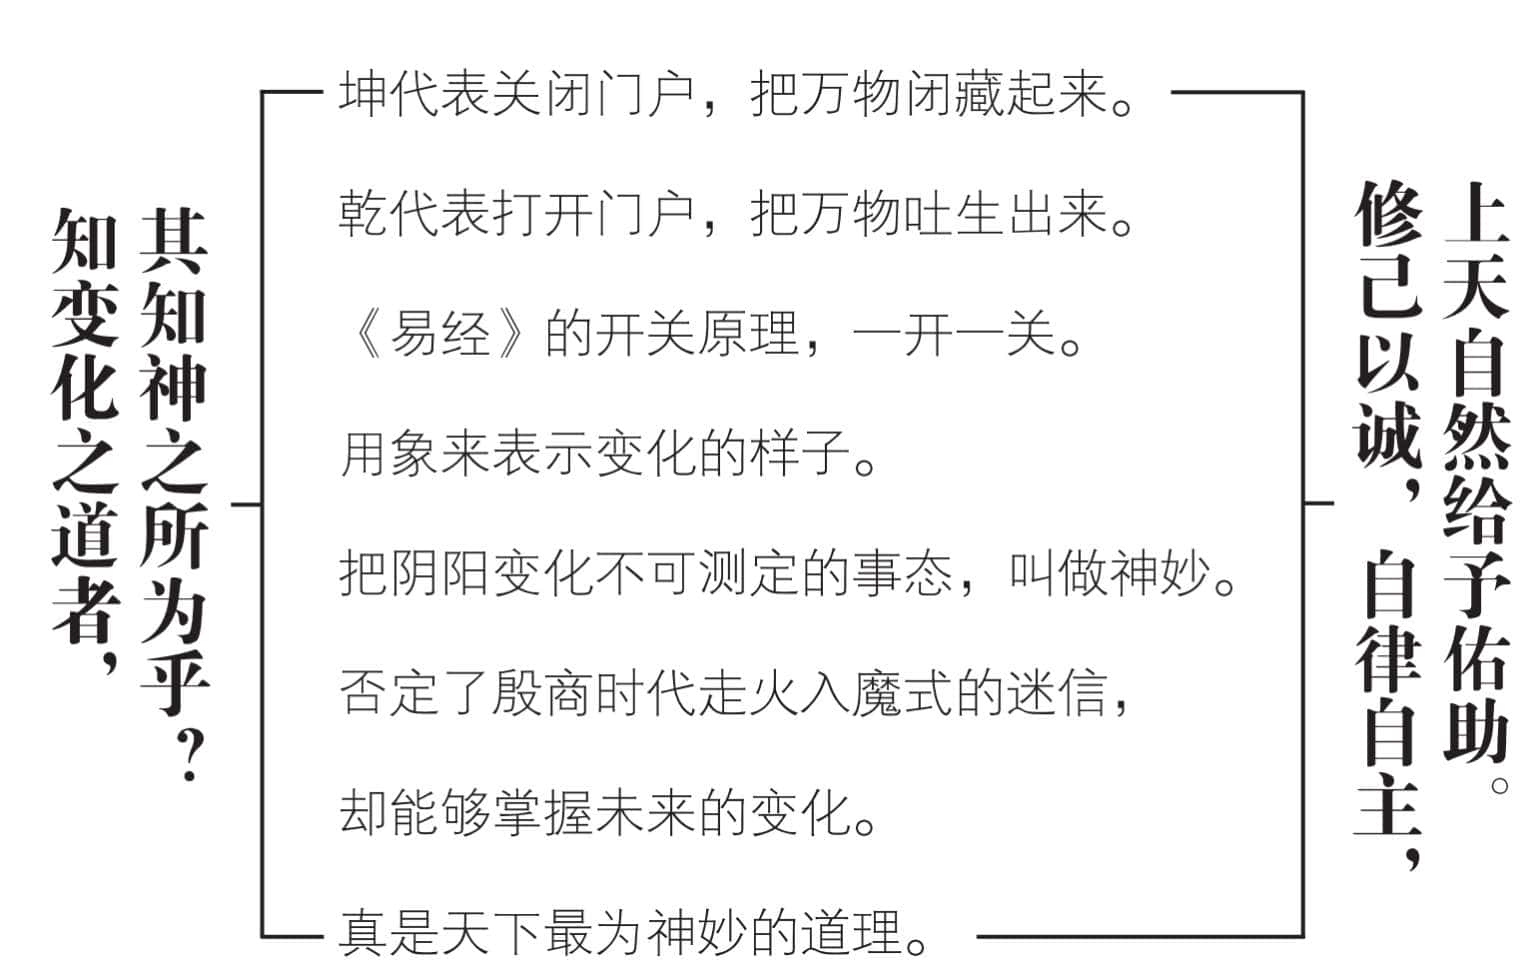 知变化之道者，
其知神之所为乎？
坤代表关闭门户，把万物闭藏起来。
乾代表打开门户，把万物吐生出来。
《易经》的开关原理，一开一关。
用象来表示变化的样子。
把阴阳变化不可测定的事态，叫做神妙。
否定了殷商时代走火入魔式的迷信，
却能够掌握未来的变化。
真是天下最为神妙的道理。
修己以诚，自律自主，
上天自然给予佑助。